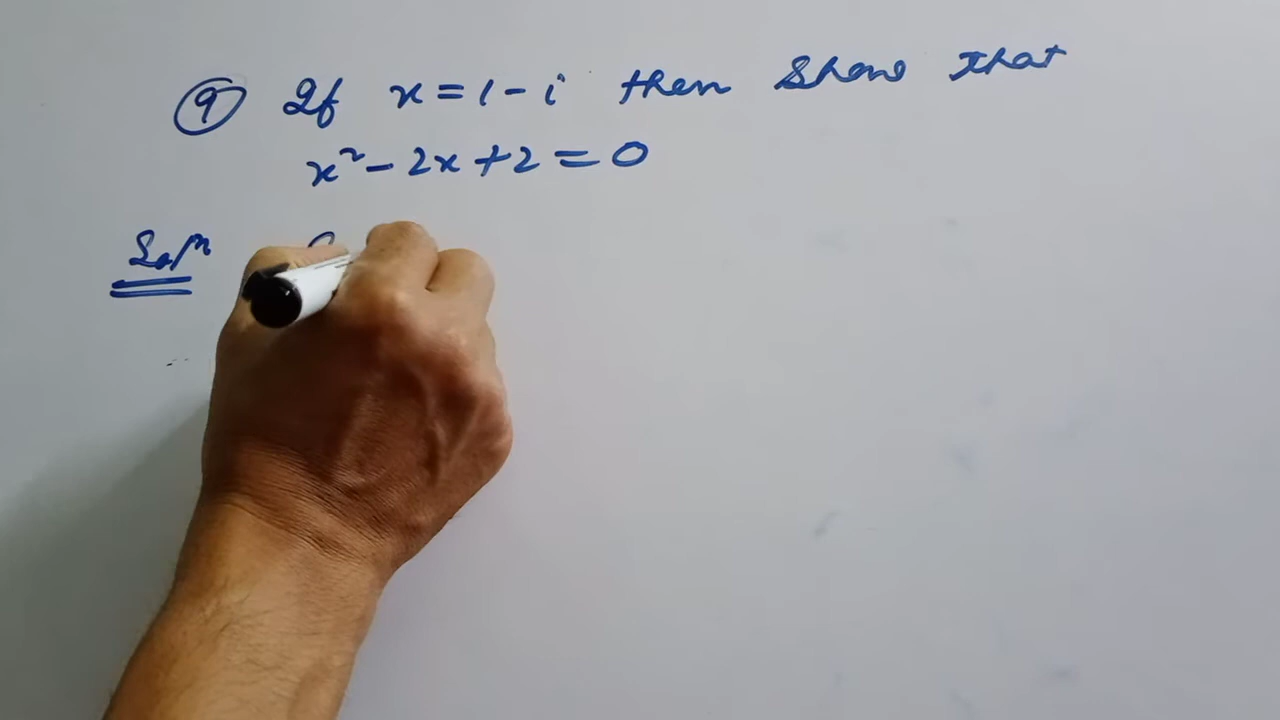 9 If x = 1 - i then show that
x² - 2x + 2 = 0
Solⁿ